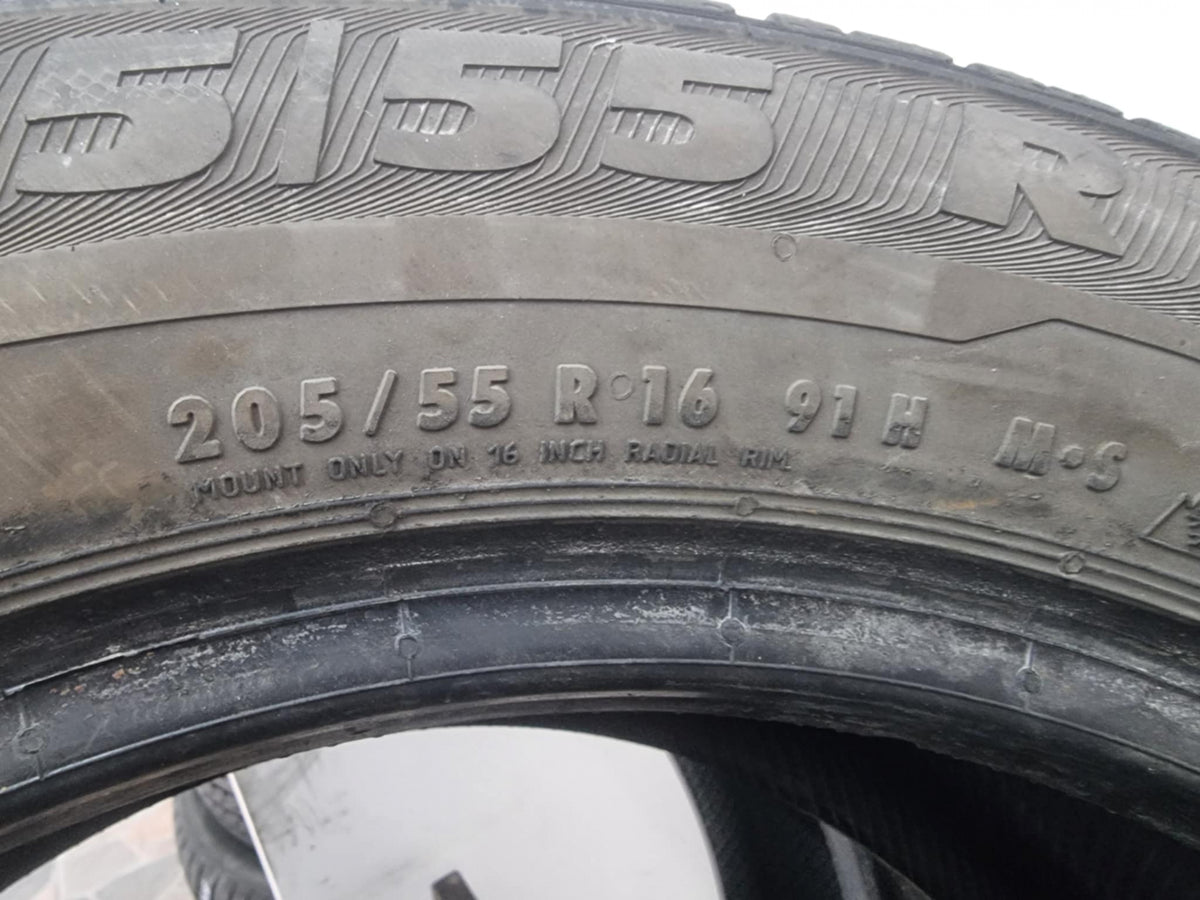 5/55 R
205/55 R 16 91 H M·S
MOUNT ONLY ON 16 INCH RADIAL RIM